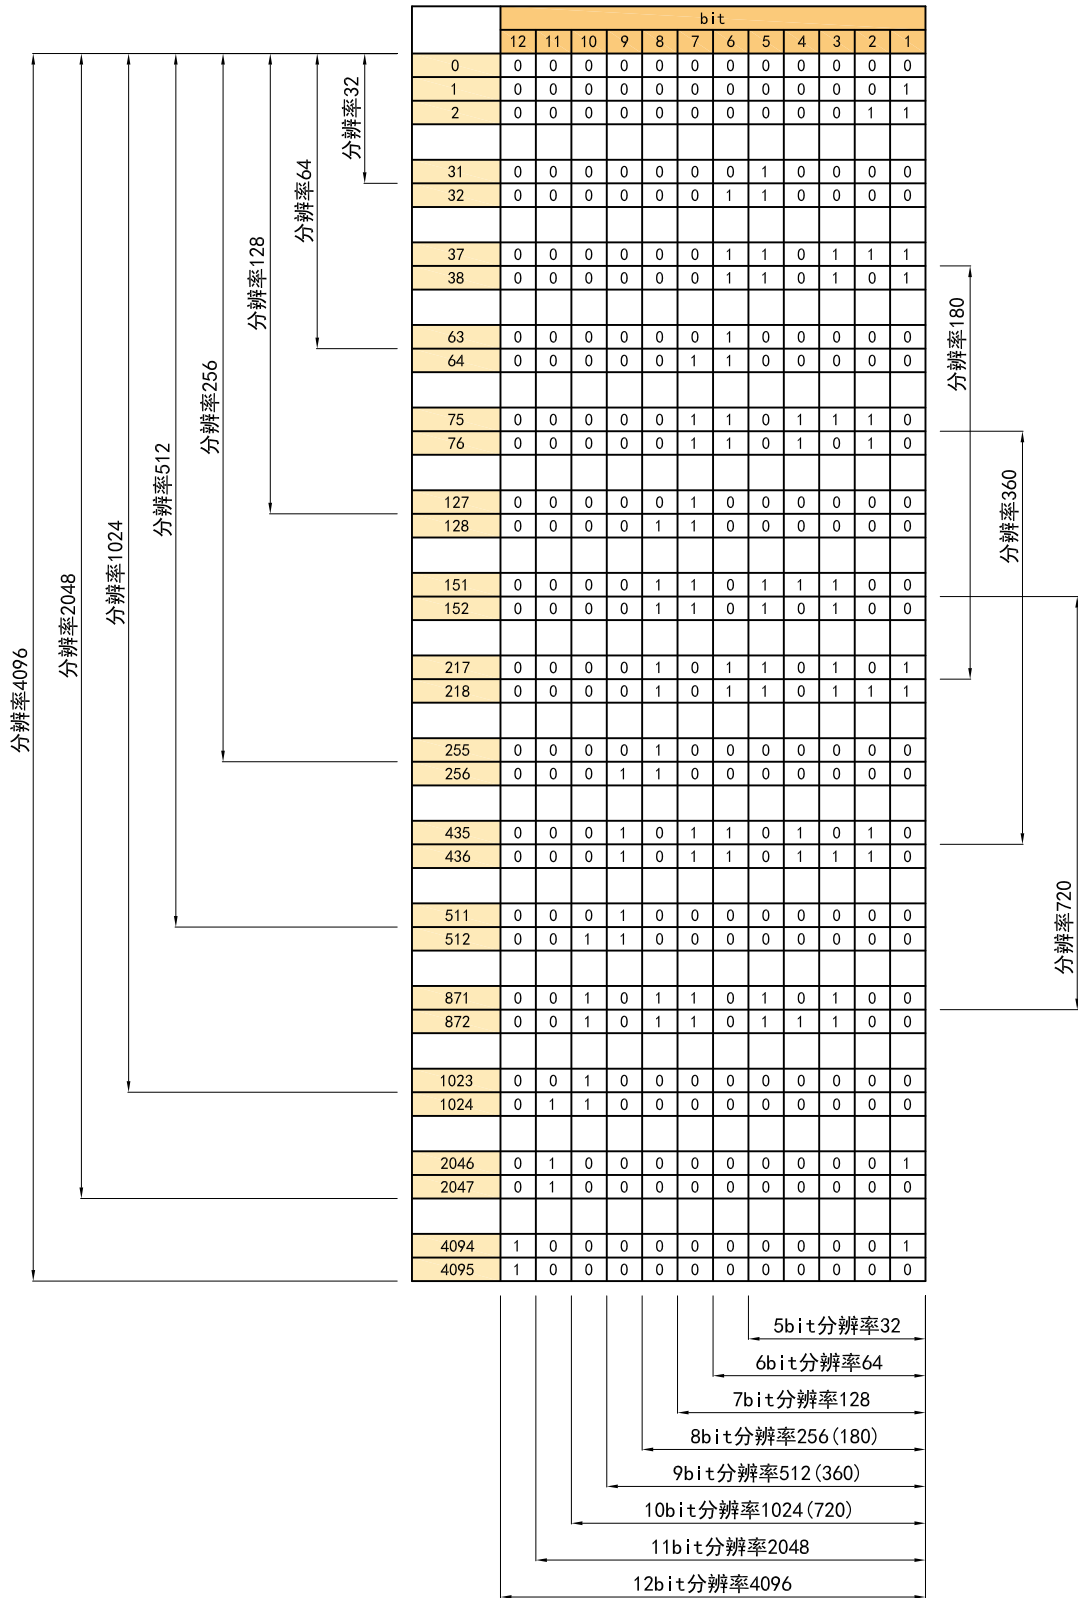 bit
12 11 10 9 8 7 6 5 4 3 2 1
0 0 0 0 0 0 0 0 0 0 0 0 0
1 0 0 0 0 0 0 0 0 0 0 0 1
2 0 0 0 0 0 0 0 0 0 0 1 1
31 0 0 0 0 0 0 0 1 0 0 0 0
32 0 0 0 0 0 0 1 1 0 0 0 0
37 0 0 0 0 0 0 1 1 0 1 1 1
38 0 0 0 0 0 0 1 1 0 1 0 1
63 0 0 0 0 0 0 1 0 0 0 0 0
64 0 0 0 0 0 1 1 0 0 0 0 0
75 0 0 0 0 0 1 1 0 1 1 1 0
76 0 0 0 0 0 1 1 0 1 0 1 0
127 0 0 0 0 0 1 0 0 0 0 0 0
128 0 0 0 0 1 1 0 0 0 0 0 0
151 0 0 0 0 1 1 0 1 1 1 0 0
152 0 0 0 0 1 1 0 1 0 1 0 0
217 0 0 0 0 1 0 1 1 0 1 0 1
218 0 0 0 0 1 0 1 1 0 1 1 1
255 0 0 0 0 1 0 0 0 0 0 0 0
256 0 0 0 1 1 0 0 0 0 0 0 0
435 0 0 0 1 0 1 1 0 1 0 1 0
436 0 0 0 1 0 1 1 0 1 1 1 0
511 0 0 0 1 0 0 0 0 0 0 0 0
512 0 0 1 1 0 0 0 0 0 0 0 0
871 0 0 1 0 1 1 0 1 0 1 0 0
872 0 0 1 0 1 1 0 1 1 1 0 0
1023 0 0 1 0 0 0 0 0 0 0 0 0
1024 0 1 1 0 0 0 0 0 0 0 0 0
2046 0 1 0 0 0 0 0 0 0 0 0 1
2047 0 1 0 0 0 0 0 0 0 0 0 0
4094 1 0 0 0 0 0 0 0 0 0 0 1
4095 1 0 0 0 0 0 0 0 0 0 0 0
分辨率4096
分辨率2048
分辨率1024
分辨率512
分辨率256
分辨率128
分辨率64
分辨率32
分辨率180
分辨率360
分辨率720
5bit分辨率32
6bit分辨率64
7bit分辨率128
8bit分辨率256(180)
9bit分辨率512(360)
10bit分辨率1024(720)
11bit分辨率2048
12bit分辨率4096